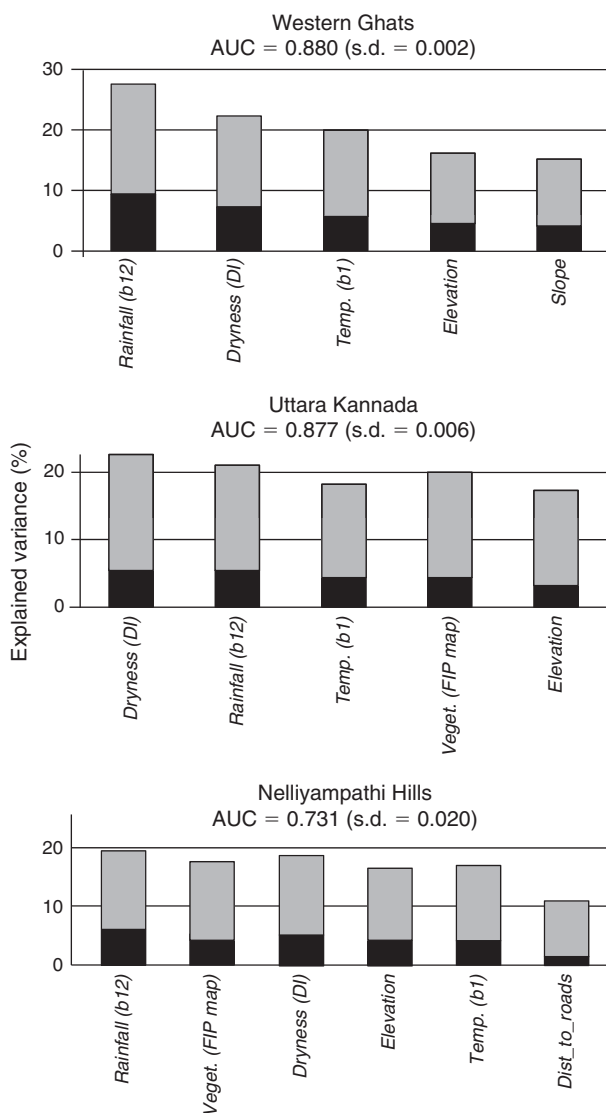 Western Ghats
AUC = 0.880 (s.d. = 0.002)
30
20
10
0
Rainfall (b12)
Dryness (DI)
Temp. (b1)
Elevation
Slope
Explained variance (%)
Uttara Kannada
AUC = 0.877 (s.d. = 0.006)
20
10
0
Dryness (DI)
Rainfall (b12)
Temp. (b1)
Veget. (FIP map)
Elevation
Nelliyampathi Hills
AUC = 0.731 (s.d. = 0.020)
20
10
0
Rainfall (b12)
Veget. (FIP map)
Dryness (DI)
Elevation
Temp. (b1)
Dist_to_roads